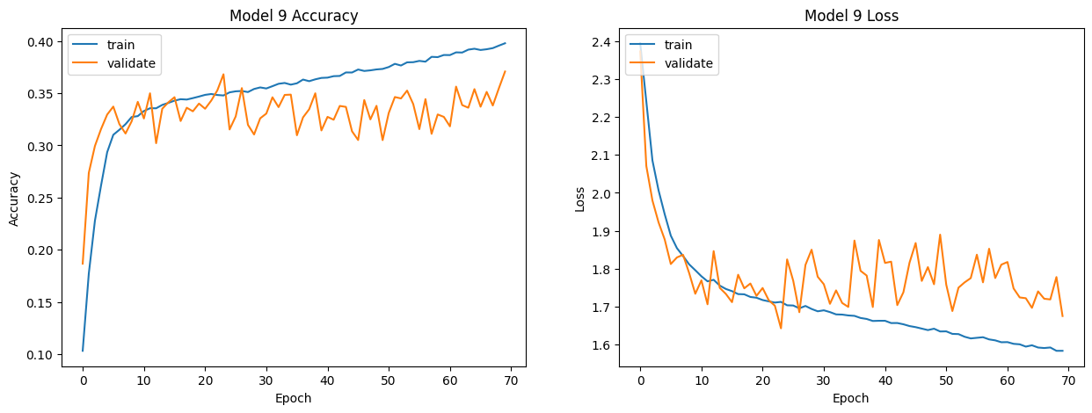 Model 9 Accuracy
train
validate
0.40
0.35
0.30
0.25
0.20
0.15
0.10
Accuracy
0 10 20 30 40 50 60 70
Epoch
Model 9 Loss
train
validate
2.4
2.3
2.2
2.1
2.0
1.9
1.8
1.7
1.6
Loss
0 10 20 30 40 50 60 70
Epoch